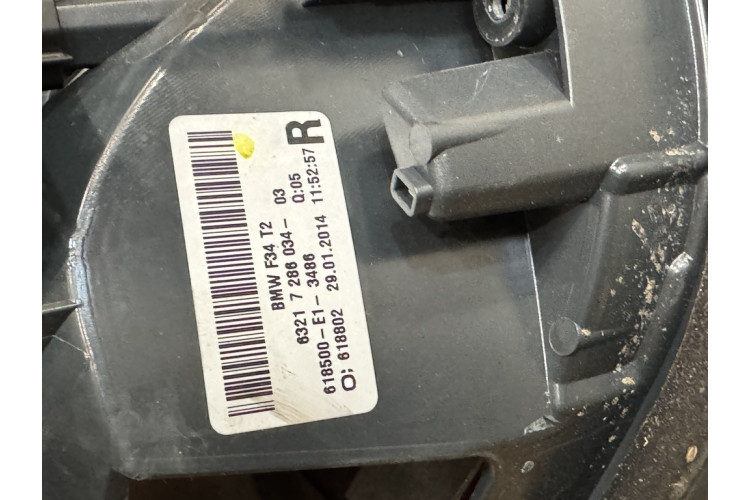 BMW F34 T2
6321 7 286 034- 03
618500-E1- 3486 Q:05
O; 618802 29.01.2014 11:52:57
R